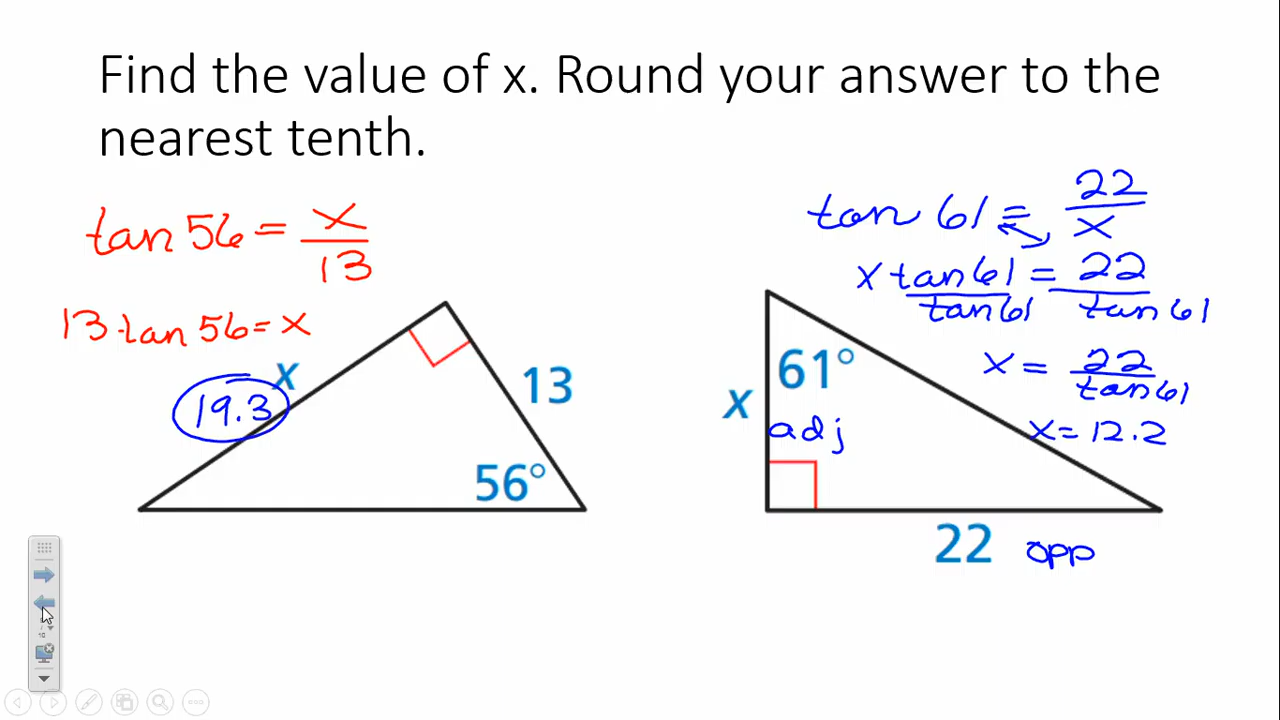 Find the value of x. Round your answer to the
nearest tenth.
tan 56 = x/13
13·tan 56 = x
x
19.3
13
56°
tan 61 = 22/x
x tan 61 = 22
tan 61 tan 61
x = 22/tan 61
x = 12.2
61°
x
adj
22 opp
10